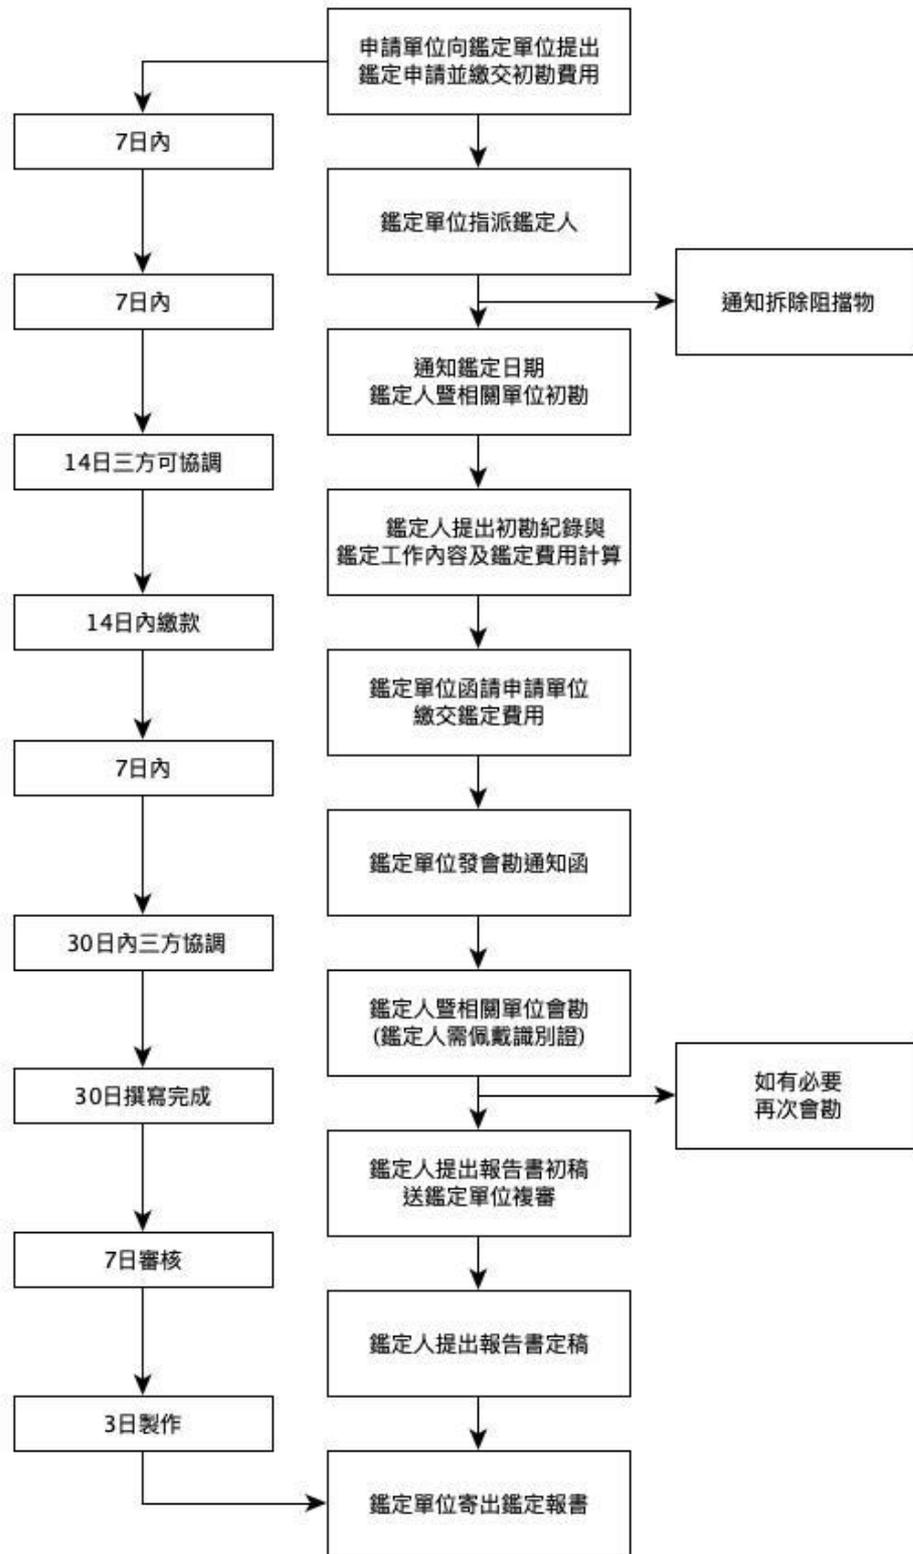 申請單位向鑑定單位提出
鑑定申請並繳交初勘費用
7日內
鑑定單位指派鑑定人
7日內
通知拆除阻擋物
通知鑑定日期
鑑定人暨相關單位初勘
14日三方可協調
鑑定人提出初勘紀錄與
鑑定工作內容及鑑定費用計算
14日內繳款
鑑定單位函請申請單位
繳交鑑定費用
7日內
鑑定單位發會勘通知函
30日內三方協調
鑑定人暨相關單位會勘
(鑑定人需佩戴識別證)
30日撰寫完成
如有必要
再次會勘
鑑定人提出報告書初稿
送鑑定單位複審
7日審核
鑑定人提出報告書定稿
3日製作
鑑定單位寄出鑑定報書